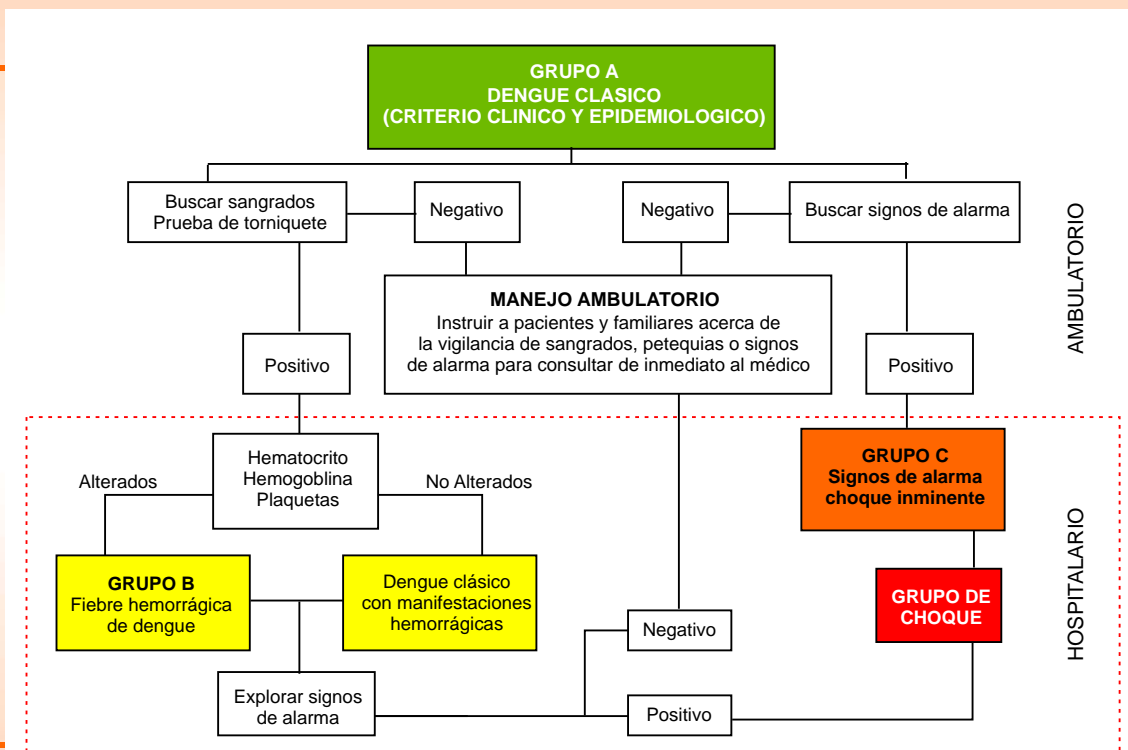 GRUPO A
DENGUE CLASICO
(CRITERIO CLINICO Y EPIDEMIOLOGICO)
Buscar sangrados
Prueba de torniquete
Negativo
Negativo
Buscar signos de alarma
AMBULATORIO
MANEJO AMBULATORIO
Instruir a pacientes y familiares acerca de
la vigilancia de sangrados, petequias o signos
de alarma para consultar de inmediato al médico
Positivo
Positivo
Hematocrito
Hemogoblina
Plaquetas
Alterados
No Alterados
GRUPO C
Signos de alarma
choque inminente
HOSPITALARIO
GRUPO B
Fiebre hemorrágica
de dengue
Dengue clásico
con manifestaciones
hemorrágicas
GRUPO DE
CHOQUE
Negativo
Explorar signos
de alarma
Positivo